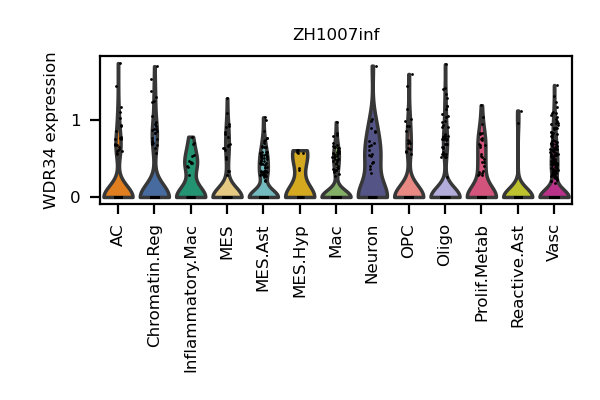 ZH1007inf
WDR34 expression
1
0
AC
Chromatin.Reg
Inflammatory.Mac
MES
MES.Ast
MES.Hyp
Mac
Neuron
OPC
Oligo
Prolif.Metab
Reactive.Ast
Vasc